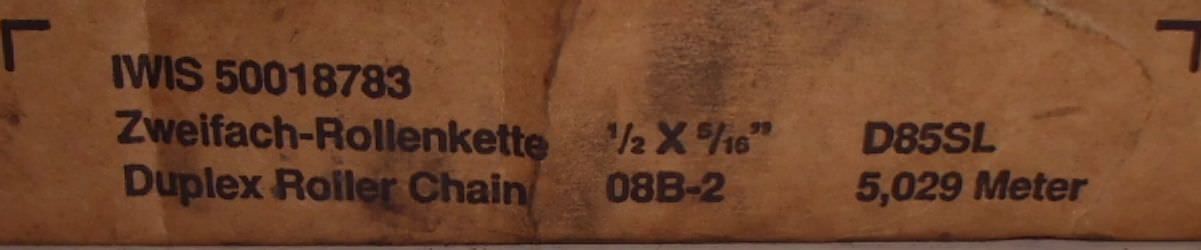 IWIS 50018783
Zweifach-Rollenkette 1/2 X 5/16" D85SL
Duplex Roller Chain 08B-2 5,029 Meter